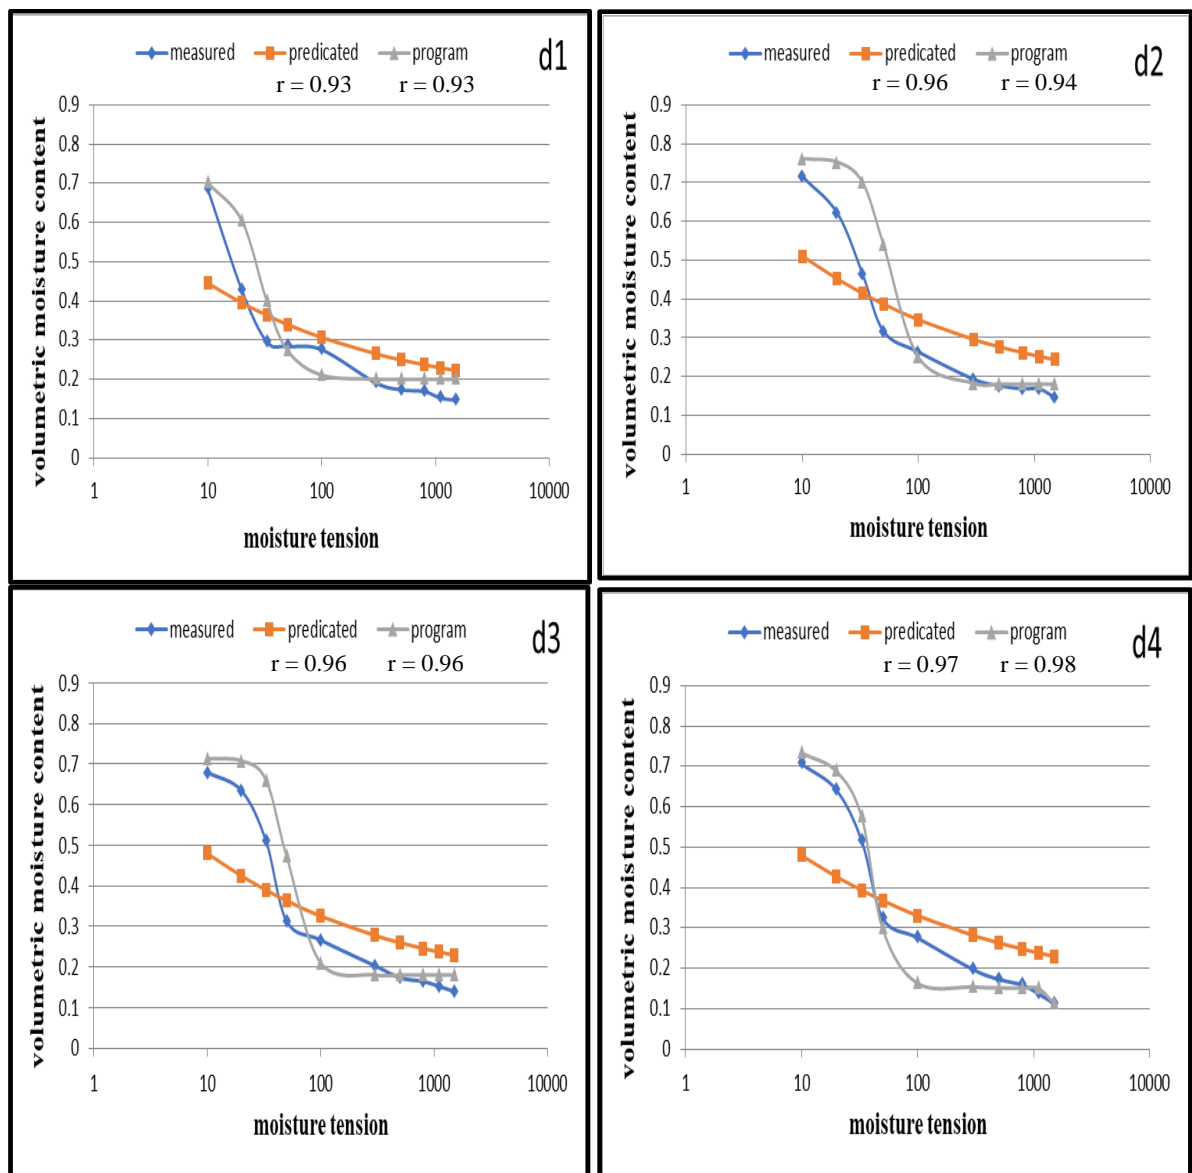 d1
measured predicated program
r = 0.93 r = 0.93
0.9
0.8
0.7
0.6
0.5
0.4
0.3
0.2
0.1
0
1 10 100 1000 10000
volumetric moisture content
moisture tension
d2
measured predicated program
r = 0.96 r = 0.94
0.9
0.8
0.7
0.6
0.5
0.4
0.3
0.2
0.1
0
1 10 100 1000 10000
volumetric moisture content
moisture tension
d3
measured predicated program
r = 0.96 r = 0.96
0.9
0.8
0.7
0.6
0.5
0.4
0.3
0.2
0.1
0
1 10 100 1000 10000
volumetric moisture content
moisture tension
d4
measured predicated program
r = 0.97 r = 0.98
0.9
0.8
0.7
0.6
0.5
0.4
0.3
0.2
0.1
0
1 10 100 1000 10000
volumetric moisture content
moisture tension